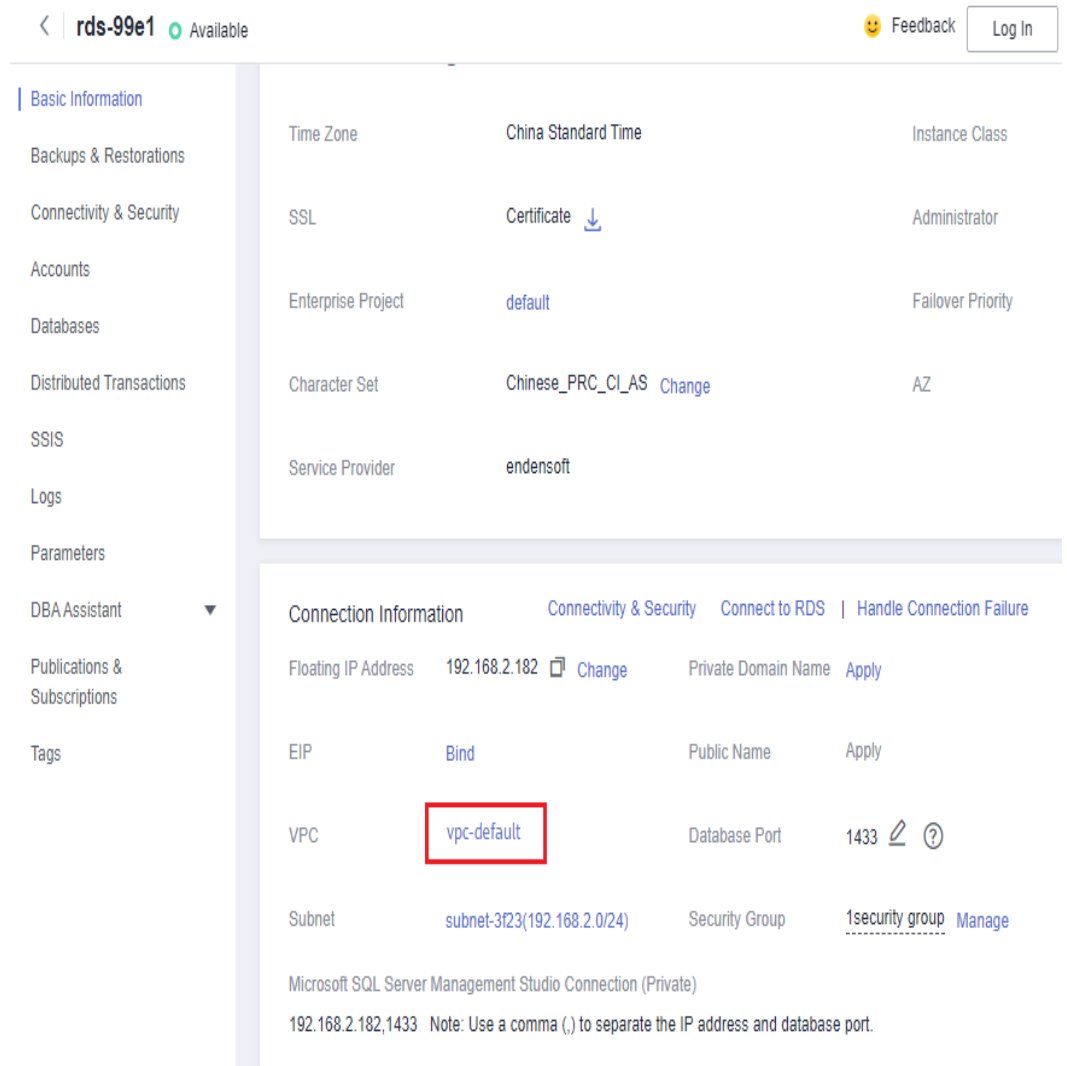 rds-99e1 Available Feedback Log In
Basic Information
Backups & Restorations
Connectivity & Security
Accounts
Databases
Distributed Transactions
SSIS
Logs
Parameters
DBA Assistant
Publications &
Subscriptions
Tags
Time Zone China Standard Time Instance Class
SSL Certificate Administrator
Enterprise Project default Failover Priority
Character Set Chinese_PRC_CI_AS Change AZ
Service Provider endensoft
Connection Information Connectivity & Security Connect to RDS | Handle Connection Failure
Floating IP Address 192.168.2.182 Change Private Domain Name Apply
EIP Bind Public Name Apply
VPC vpc-default Database Port 1433
Subnet subnet-3f23(192.168.2.0/24) Security Group 1security group Manage
Microsoft SQL Server Management Studio Connection (Private)
192.168.2.182,1433 Note: Use a comma (,) to separate the IP address and database port.